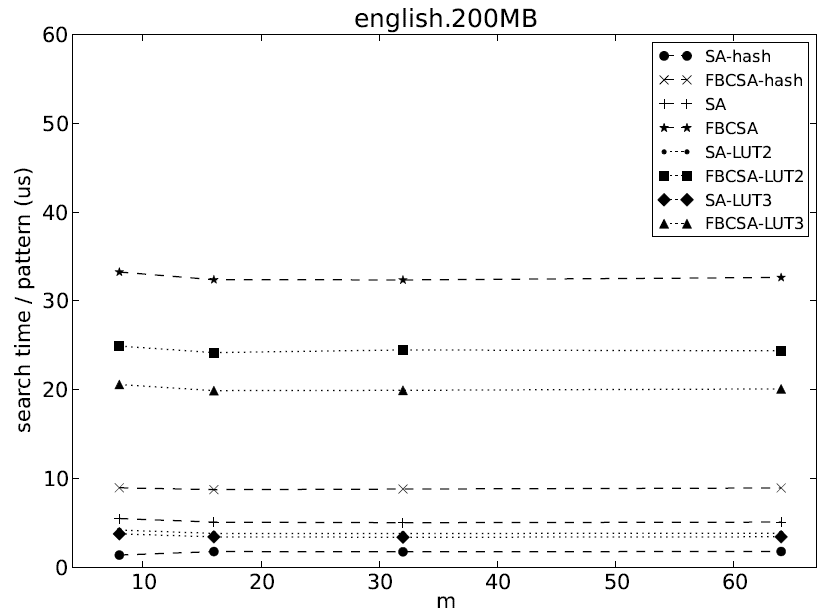 english.200MB
60
50
40
30
20
10
0
search time / pattern (us)
SA-hash
FBCSA-hash
SA
FBCSA
SA-LUT2
FBCSA-LUT2
SA-LUT3
FBCSA-LUT3
10 20 30 40 50 60
m